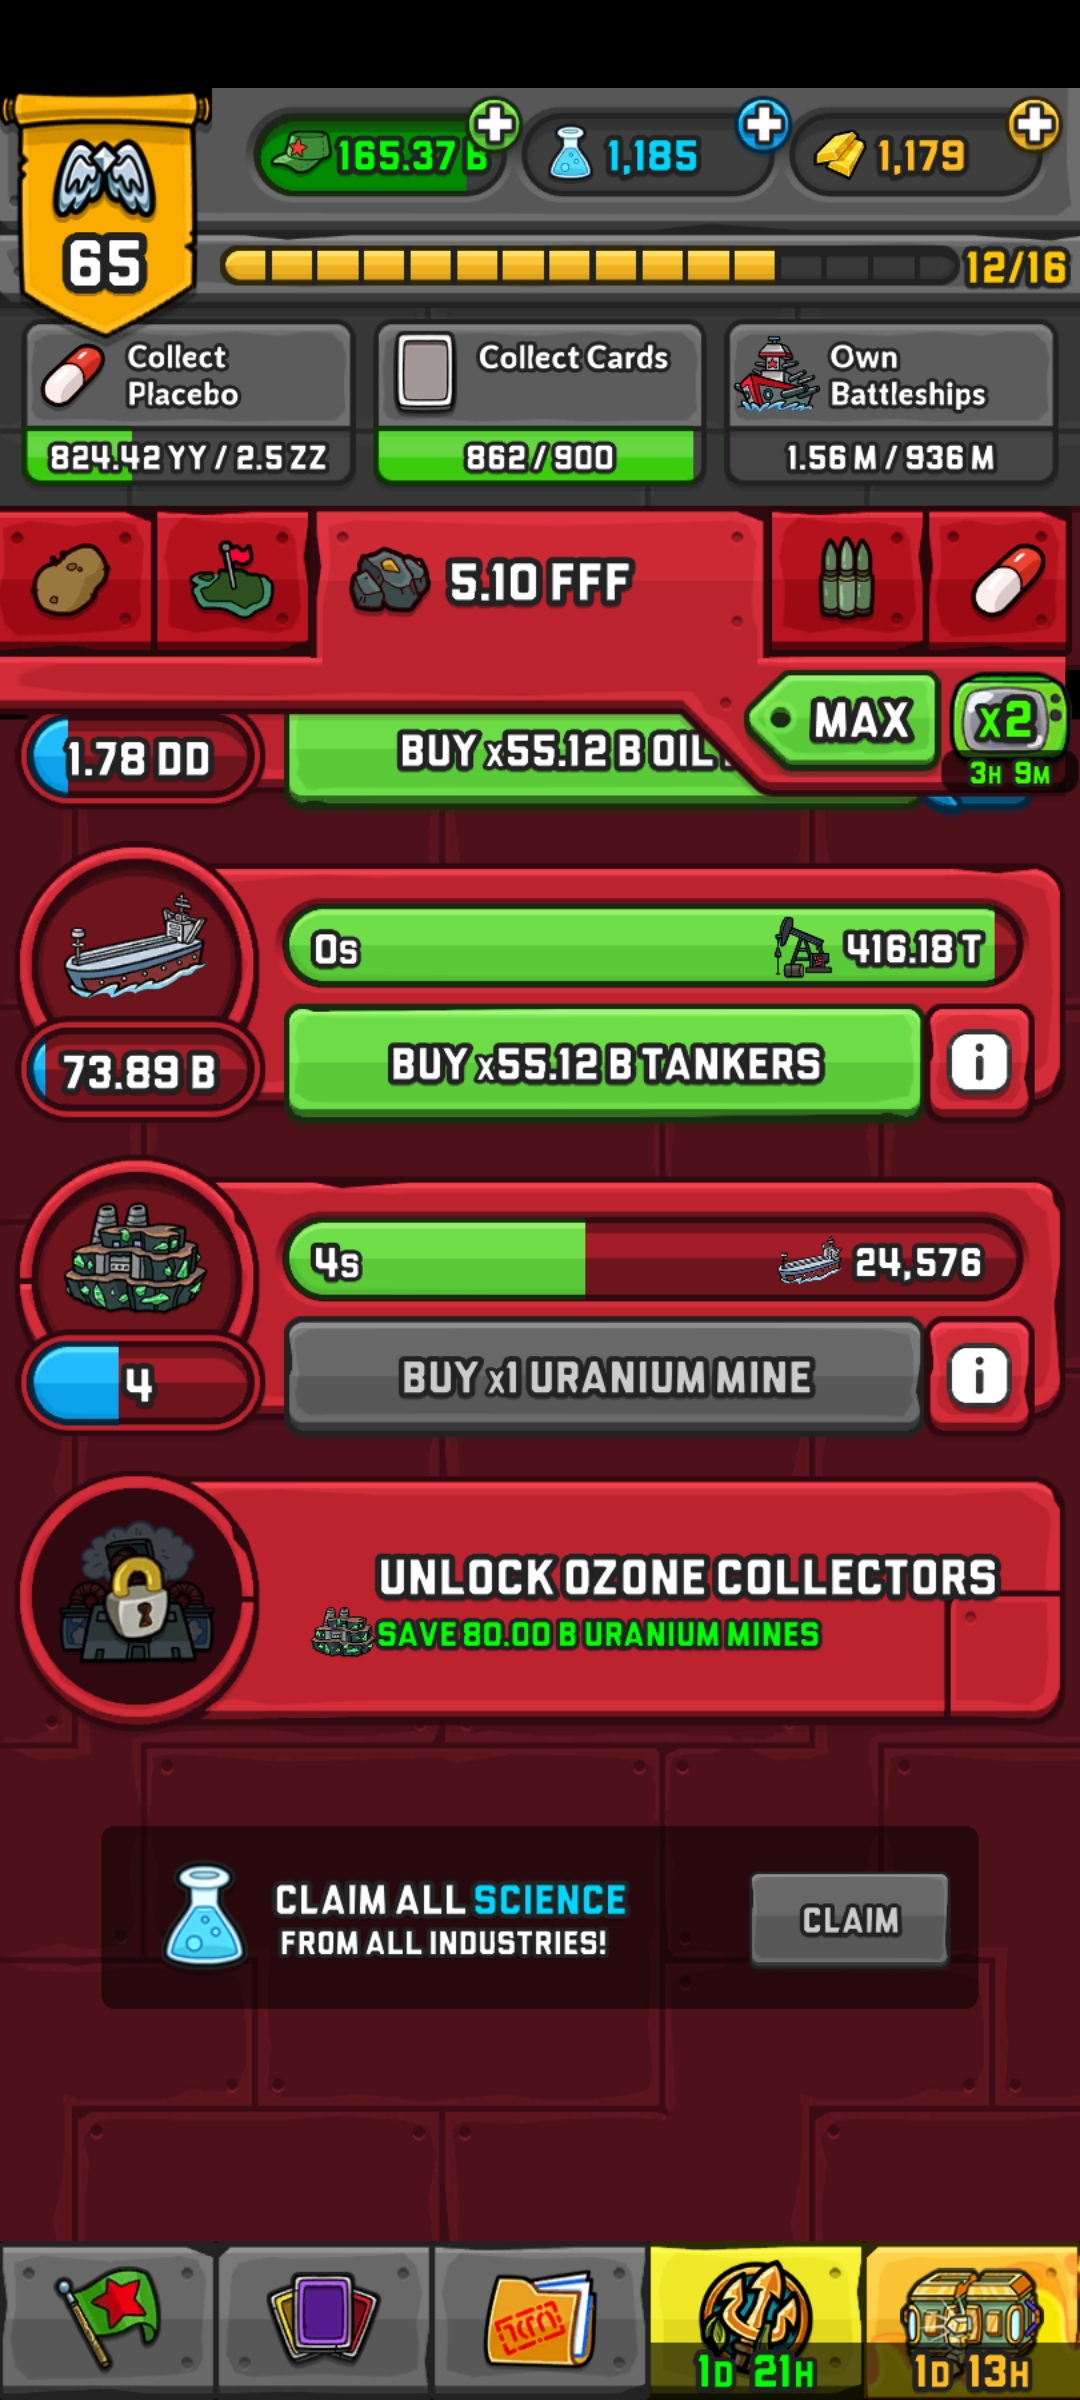 165.37 B
1,185
1,179
65
12/16
Collect
Placebo
824.42 YY / 2.5 ZZ
Collect Cards
862/900
Own
Battleships
1.56 M / 936 M
5.10 FFF
MAX
x2
3H 9M
1.78 DD
BUY x55.12 B OIL
0s
416.18 T
73.89 B
BUY x55.12 B TANKERS
i
4s
24,576
4
BUY x1 URANIUM MINE
i
UNLOCK OZONE COLLECTORS
SAVE 80.00 B URANIUM MINES
CLAIM ALL SCIENCE
FROM ALL INDUSTRIES!
CLAIM
1D 21H
1D 13H